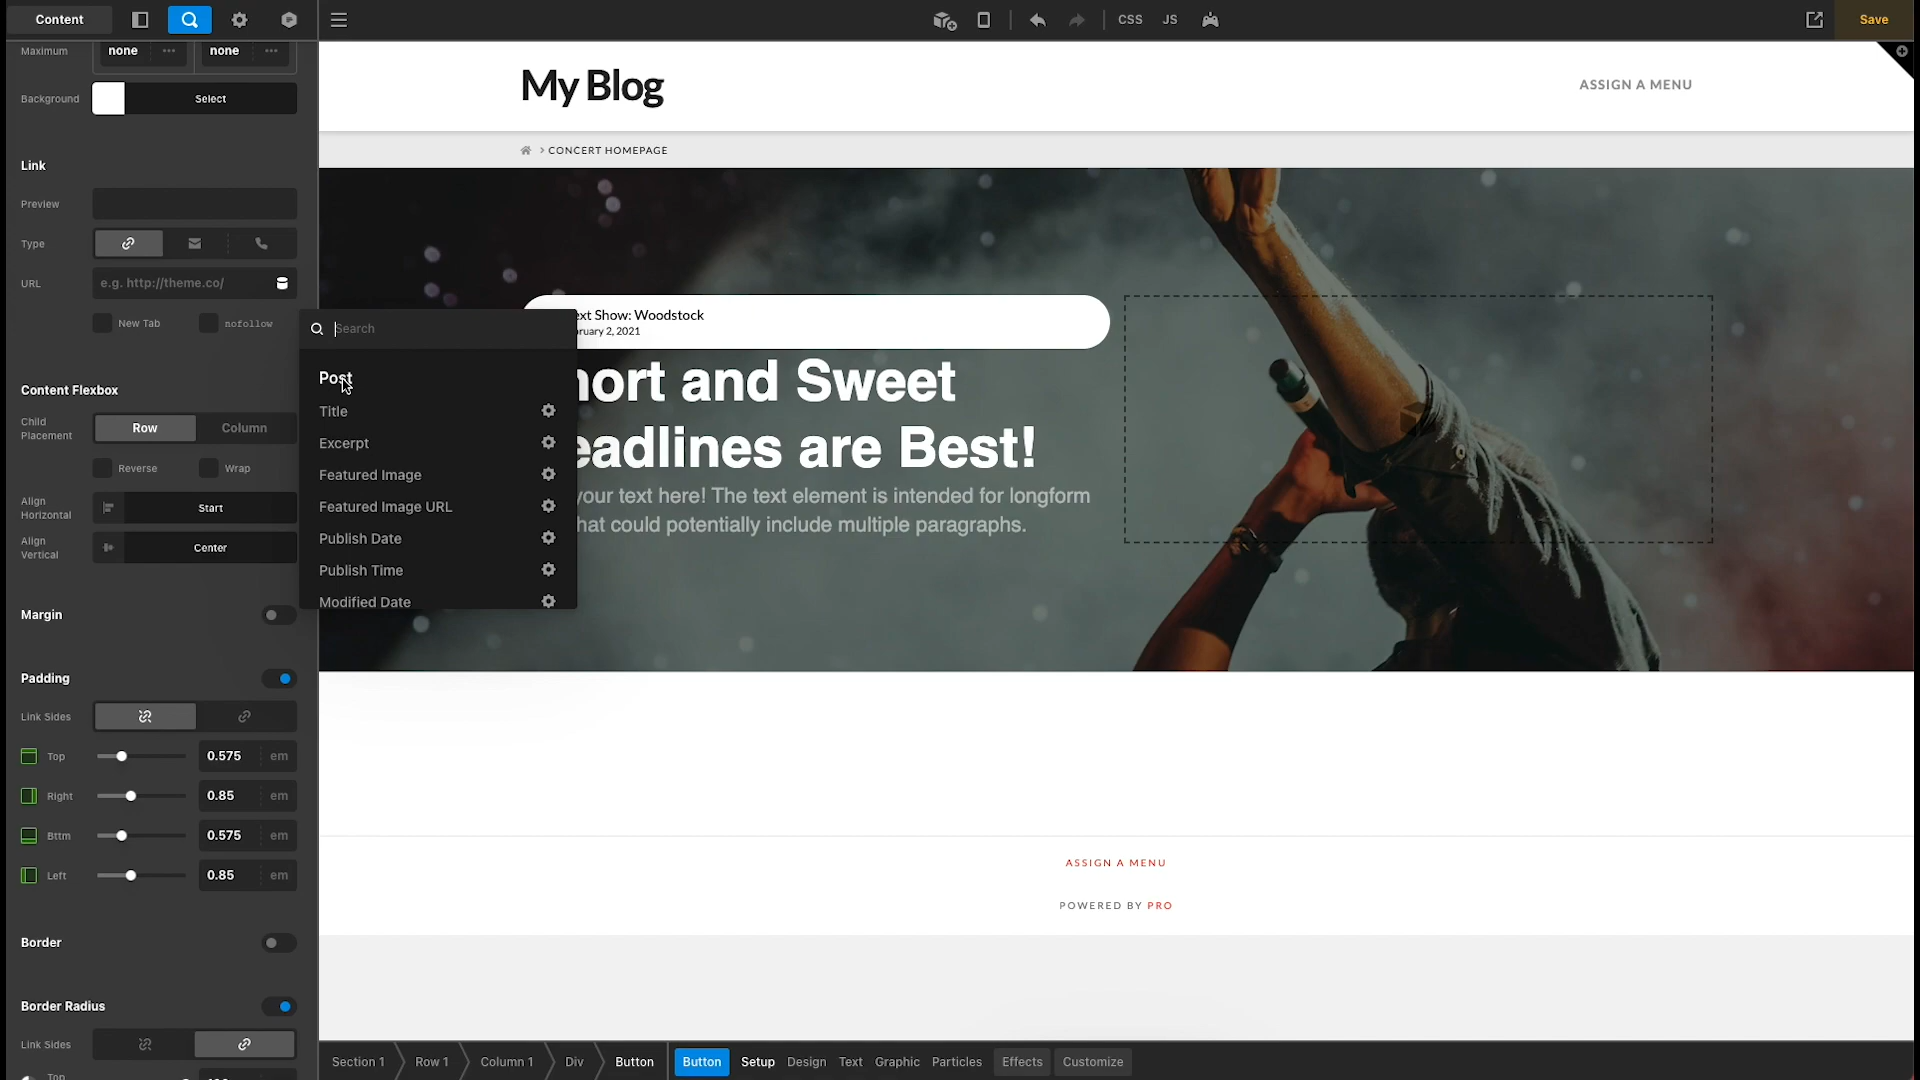 Content
CSS
JS
Save
Maximum
none
none
Background
Select
Link
Preview
Type
URL
e.g. http://theme.co/
New Tab
nofollow
Content Flexbox
Child
Placement
Row
Column
Reverse
Wrap
Align
Horizontal
Start
Align
Vertical
Center
Margin
Padding
Link Sides
Top
0.575
em
Right
0.85
em
Bttm
0.575
em
Left
0.85
em
Border
Border Radius
Link Sides
Top
Search
Post
Title
Excerpt
Featured Image
Featured Image URL
Publish Date
Publish Time
Modified Date
My Blog
ASSIGN A MENU
> CONCERT HOMEPAGE
ext Show: Woodstock
ruary 2, 2021
hort and Sweet
eadlines are Best!
your text here! The text element is intended for longform
hat could potentially include multiple paragraphs.
ASSIGN A MENU
POWERED BY PRO
Section 1
Row 1
Column 1
Div
Button
Button
Setup
Design
Text
Graphic
Particles
Effects
Customize